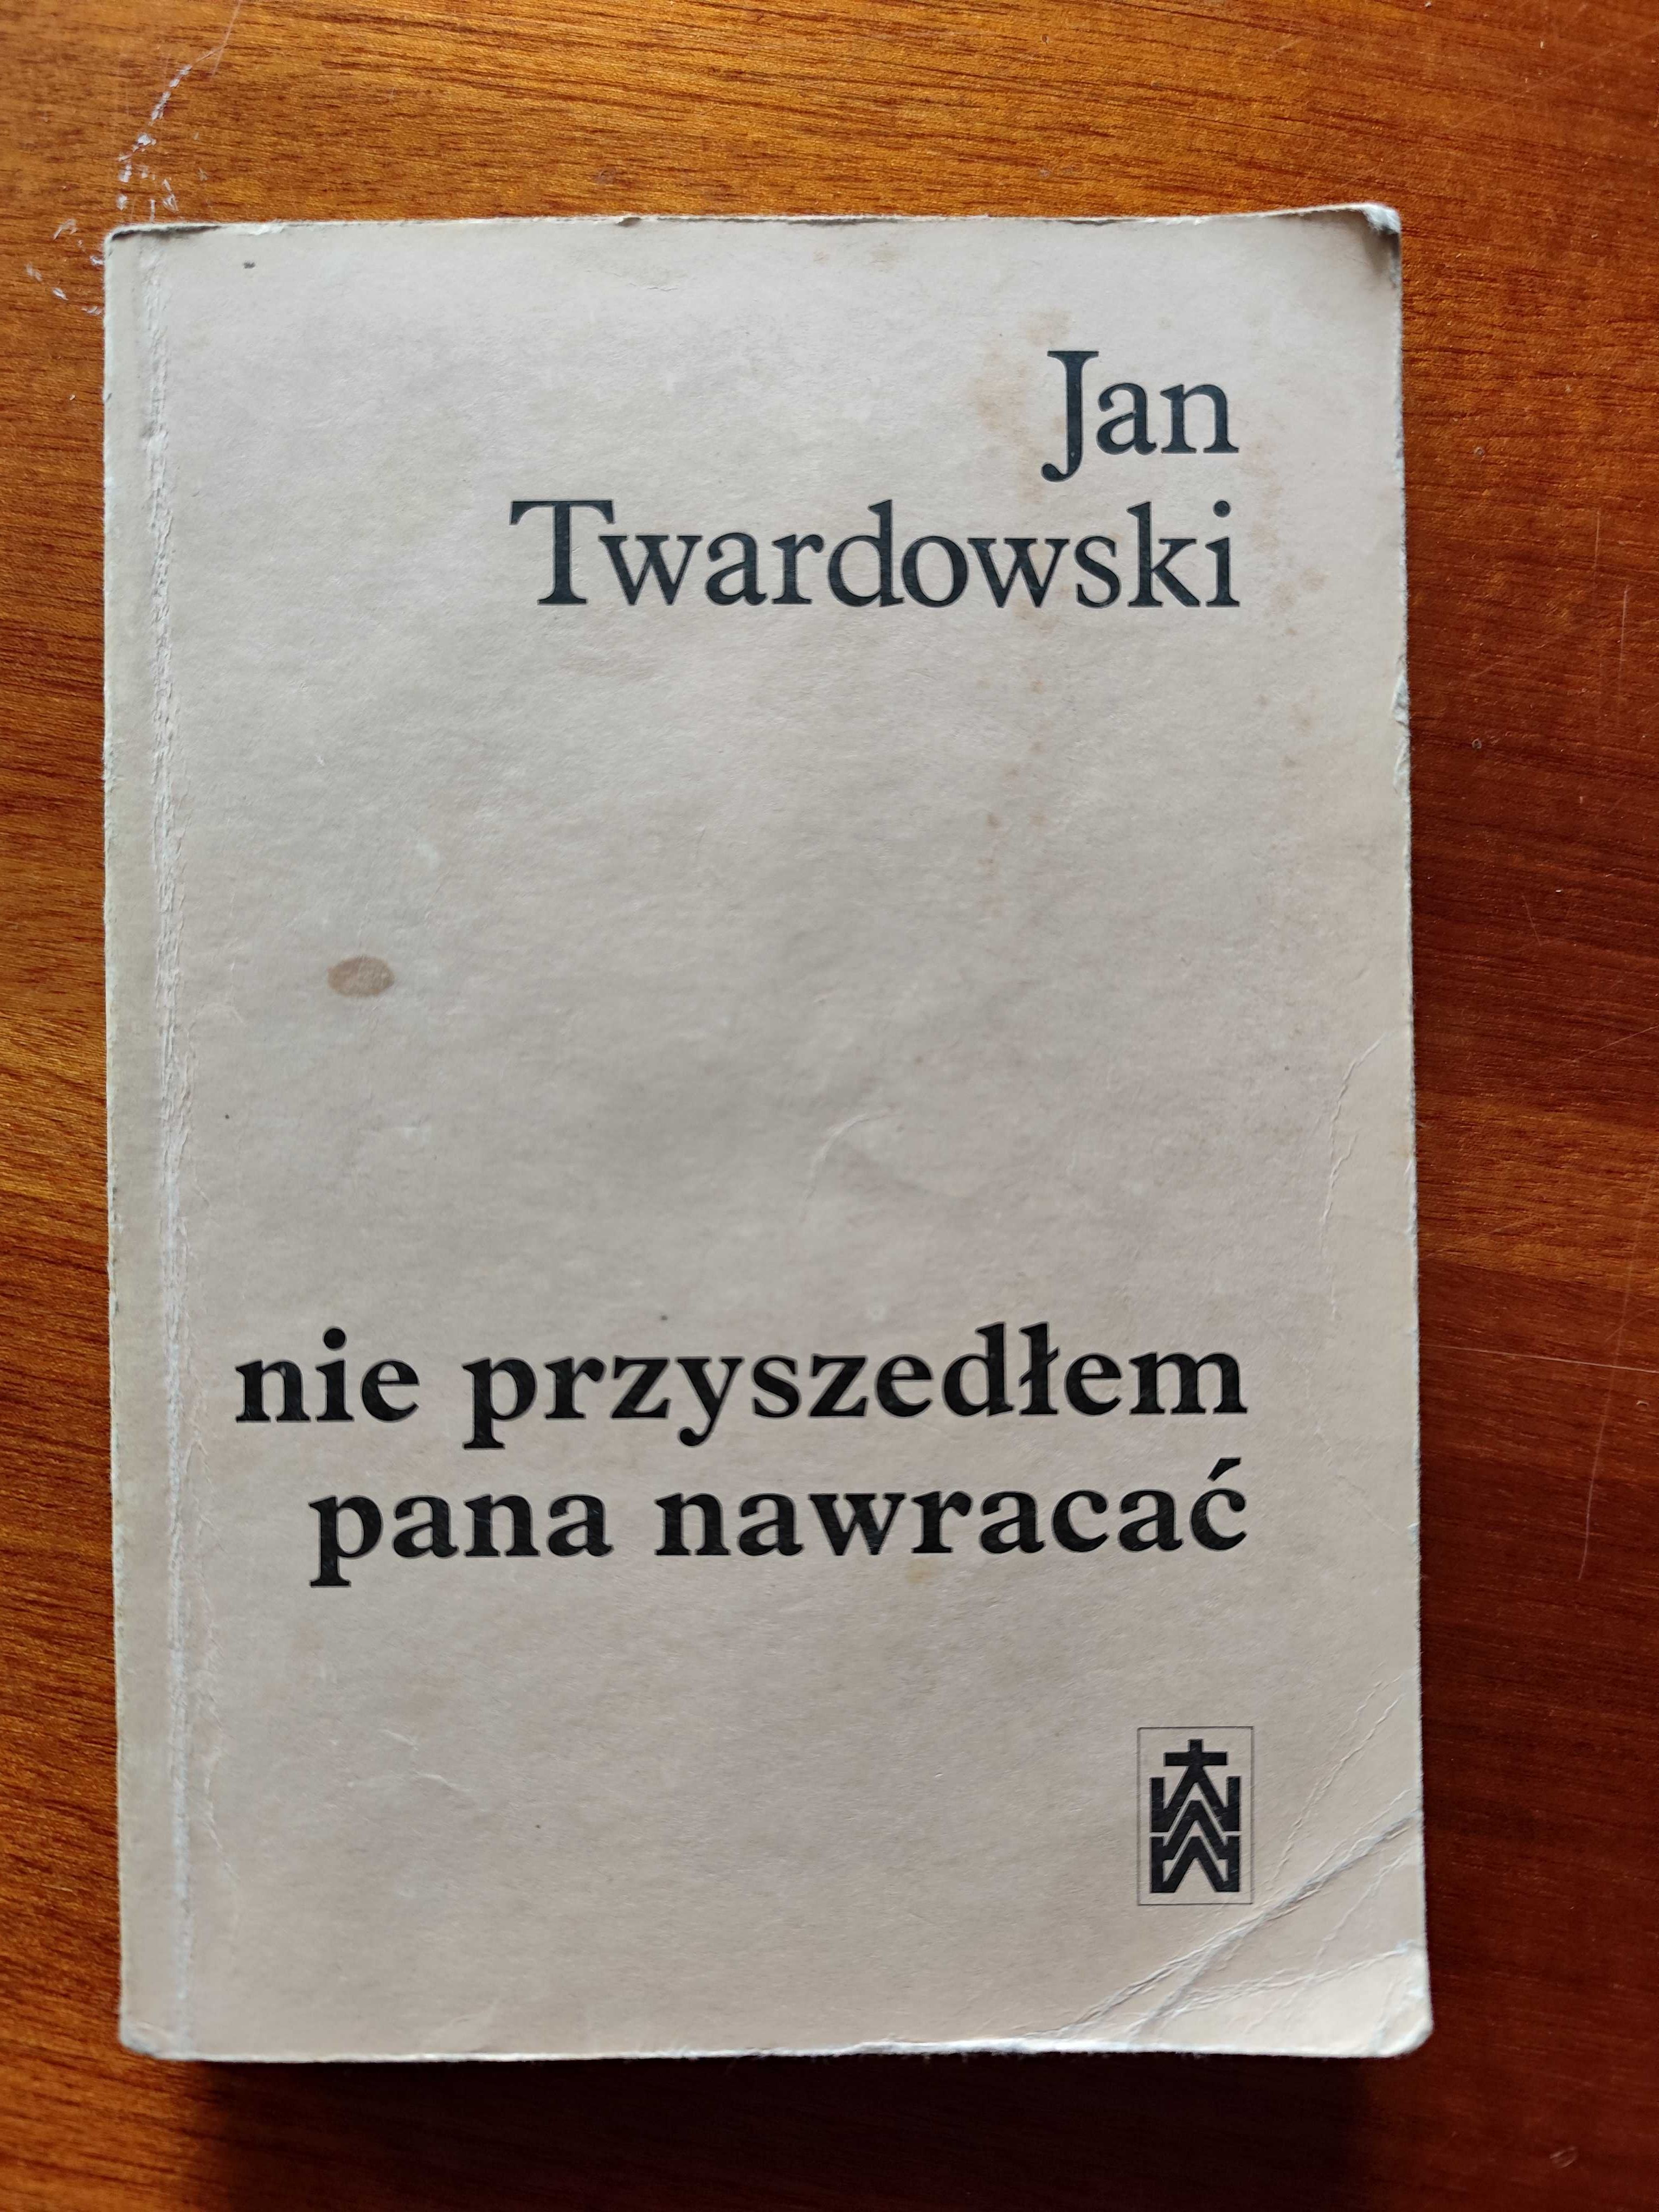 Jan
Twardowski
nie przyszedłem
pana nawracać